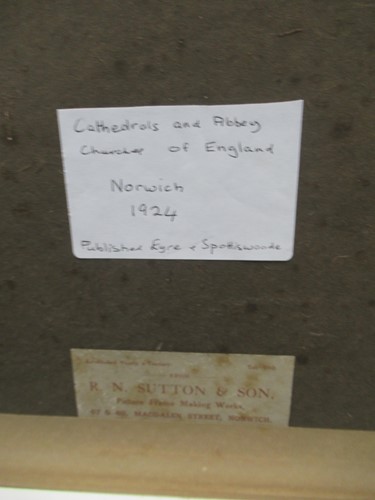 Cathedrals and Abbey
Churches of England
Norwich
1924
Published Eyre & Spottiswoode
R. N. SUTTON & SON,
Picture Frame Making Works,
MAGDALEN STREET, NORWICH.